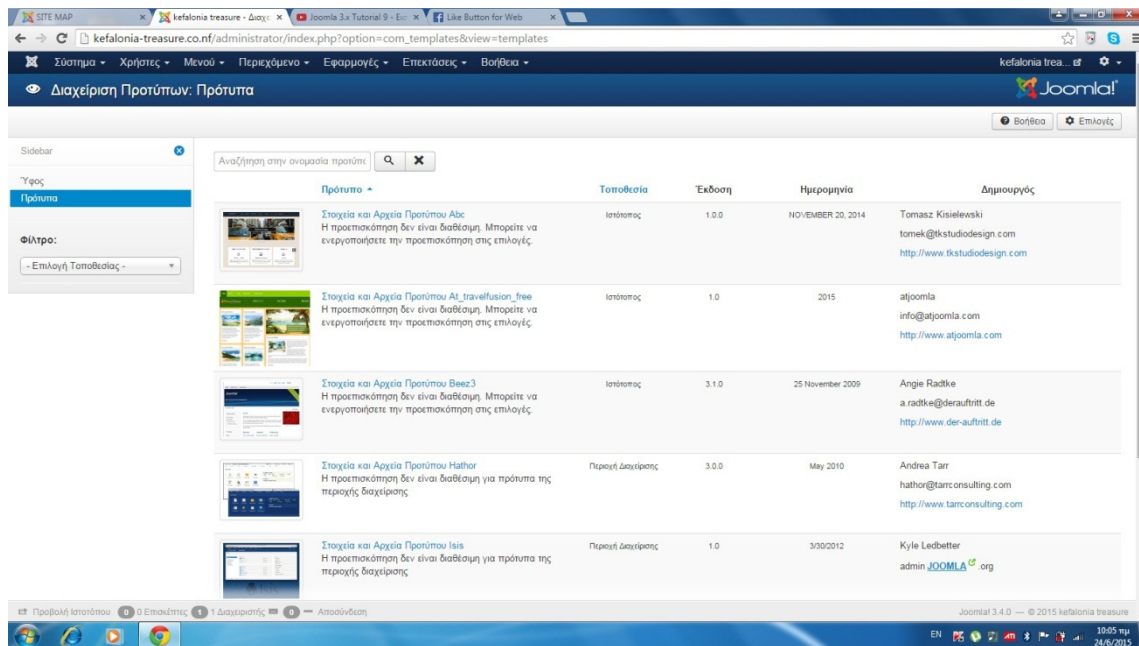 SITE MAP
kefalonia treasure - Διαχε
Joomla 3.x Tutorial 9 - Ex
Like Button for Web
kefalonia-treasure.co.nf/administrator/index.php?option=com_templates&view=templates
Σύστημα Χρήστες Μενού Περιεχόμενο Εφαρμογές Επεκτάσεις Βοήθεια kefalonia trea...
Διαχείριση Προτύπων: Πρότυπα Joomla!
Βοήθεια Επιλογές
Sidebar
Ύφος
Πρότυπα
Φίλτρο:
- Επιλογή Τοποθεσίας -
Αναζήτηση στην ονομασία προτύπο
Πρότυπο Τοποθεσία Έκδοση Ημερομηνία Δημιουργός
Στοιχεία και Αρχεία Προτύπου Abc
Η προεπισκόπηση δεν είναι διαθέσιμη. Μπορείτε να
ενεργοποιήσετε την προεπισκόπηση στις επιλογές.
Ιστότοπος 1.0.0 NOVEMBER 20, 2014
Tomasz Kisielewski
tomek@tkstudiodesign.com
http://www.tkstudiodesign.com
Στοιχεία και Αρχεία Προτύπου At_travelfusion_free
Η προεπισκόπηση δεν είναι διαθέσιμη. Μπορείτε να
ενεργοποιήσετε την προεπισκόπηση στις επιλογές.
Ιστότοπος 1.0 2015
atjoomla
info@atjoomla.com
http://www.atjoomla.com
Στοιχεία και Αρχεία Προτύπου Beez3
Η προεπισκόπηση δεν είναι διαθέσιμη. Μπορείτε να
ενεργοποιήσετε την προεπισκόπηση στις επιλογές.
Ιστότοπος 3.1.0 25 November 2009
Angie Radtke
a.radtke@derauftritt.de
http://www.der-auftritt.de
Στοιχεία και Αρχεία Προτύπου Hathor
Η προεπισκόπηση δεν είναι διαθέσιμη για πρότυπα της
περιοχής διαχείρισης
Περιοχή Διαχείρισης 3.0.0 May 2010
Andrea Tarr
hathor@tarrconsulting.com
http://www.tarrconsulting.com
Στοιχεία και Αρχεία Προτύπου Isis
Η προεπισκόπηση δεν είναι διαθέσιμη για πρότυπα της
περιοχής διαχείρισης
Περιοχή Διαχείρισης 1.0 3/30/2012
Kyle Ledbetter
admin JOOMLA .org
Προβολή Ιστοτόπου 0 0 Επισκέπτες 1 1 Διαχειριστής 0 Αποσύνδεση Joomla! 3.4.0 — © 2015 kefalonia treasure
EN 10:05 πμ
24/6/2015